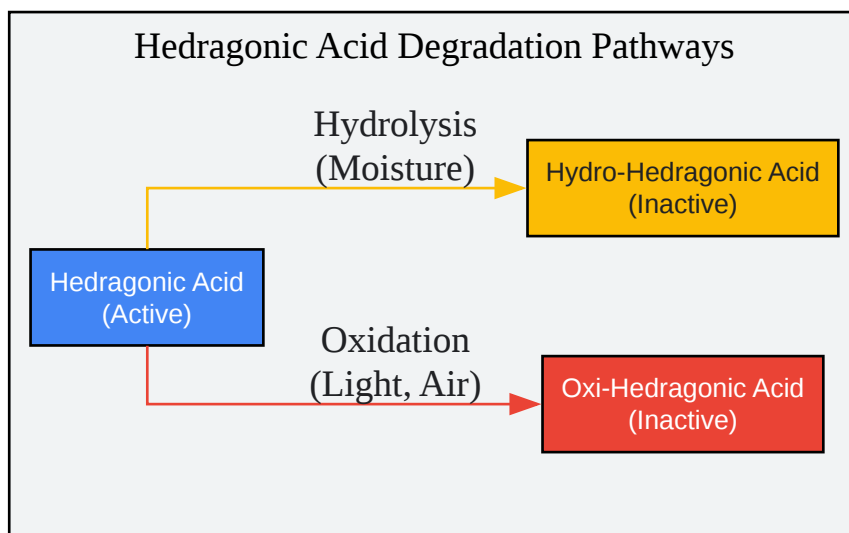 Hedragonic Acid Degradation Pathways
Hydrolysis
(Moisture)
Hydro-Hedragonic Acid
(Inactive)
Hedragonic Acid
(Active)
Oxidation
(Light, Air)
Oxi-Hedragonic Acid
(Inactive)